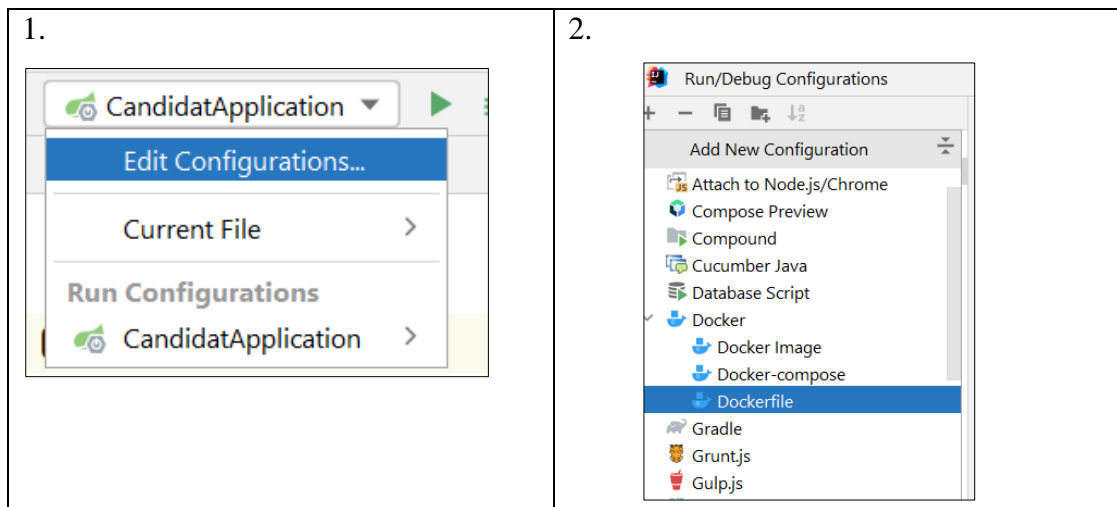 1.
CandidatApplication
Edit Configurations...
Current File
Run Configurations
CandidatApplication
2.
Run/Debug Configurations
Add New Configuration
Attach to Node.js/Chrome
Compose Preview
Compound
Cucumber Java
Database Script
Docker
Docker Image
Docker-compose
Dockerfile
Gradle
Grunt.js
Gulp.js